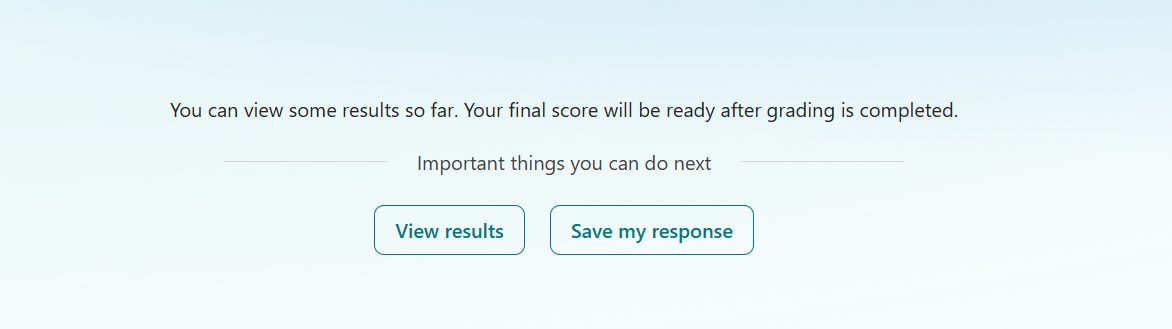 You can view some results so far. Your final score will be ready after grading is completed.
Important things you can do next
View results
Save my response